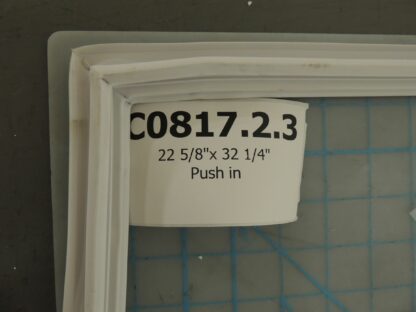 C0817.2.3
22 5/8"x 32 1/4"
Push in